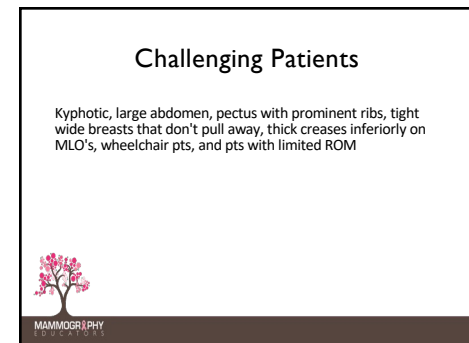 Challenging Patients
Kyphotic, large abdomen, pectus with prominent ribs, tight
wide breasts that don't pull away, thick creases inferiorly on
MLO's, wheelchair pts, and pts with limited ROM
MAMMOGRAPHY
EDUCATORS